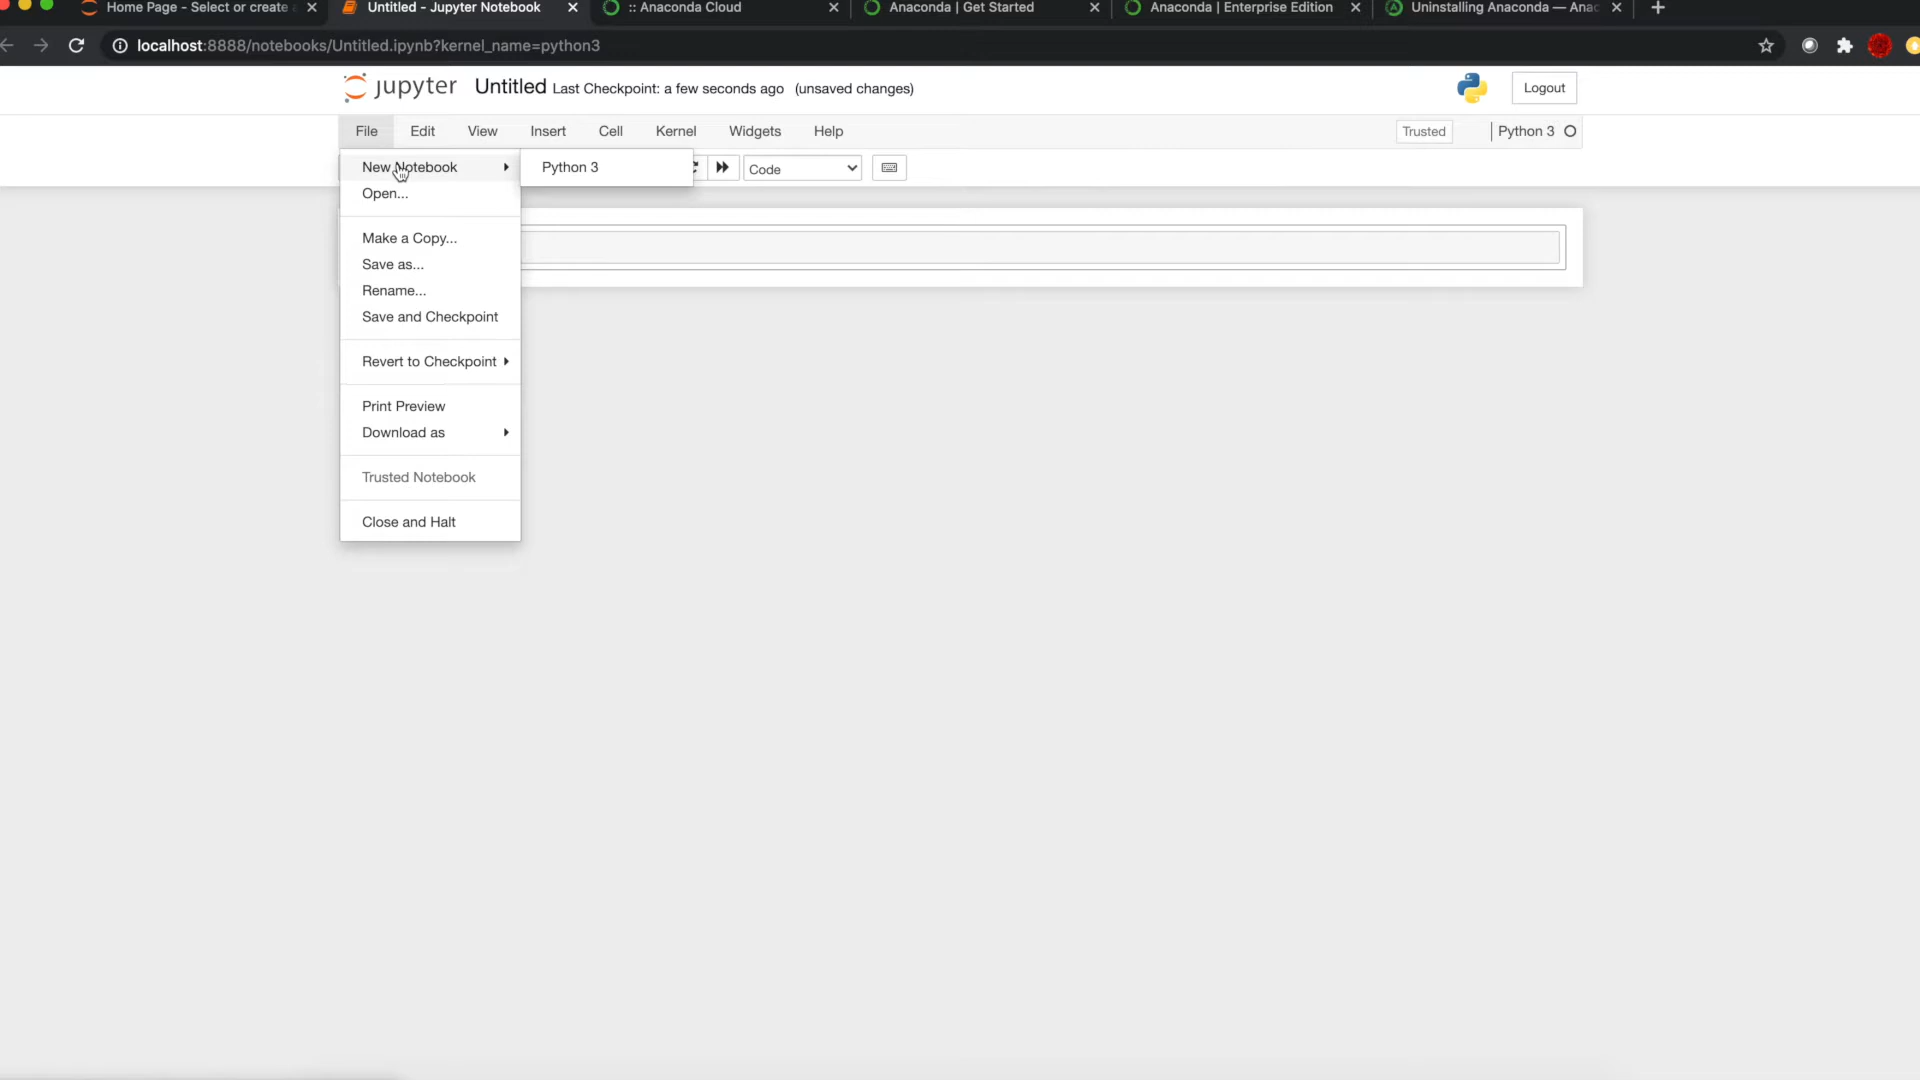 Home Page - Select or create a
Untitled - Jupyter Notebook
:: Anaconda Cloud
Anaconda | Get Started
Anaconda | Enterprise Edition
Uninstalling Anaconda — Anac
localhost:8888/notebooks/Untitled.ipynb?kernel_name=python3
jupyter Untitled Last Checkpoint: a few seconds ago (unsaved changes)
Logout
File Edit View Insert Cell Kernel Widgets Help
Trusted
Python 3
New Notebook
Python 3
Code
Open...
Make a Copy...
Save as...
Rename...
Save and Checkpoint
Revert to Checkpoint
Print Preview
Download as
Trusted Notebook
Close and Halt